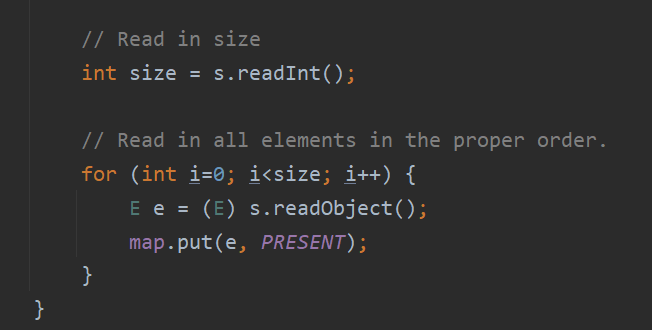 // Read in size
int size = s.readInt();
// Read in all elements in the proper order.
for (int i=0; i<size; i++) {
E e = (E) s.readObject();
map.put(e, PRESENT);
}
}